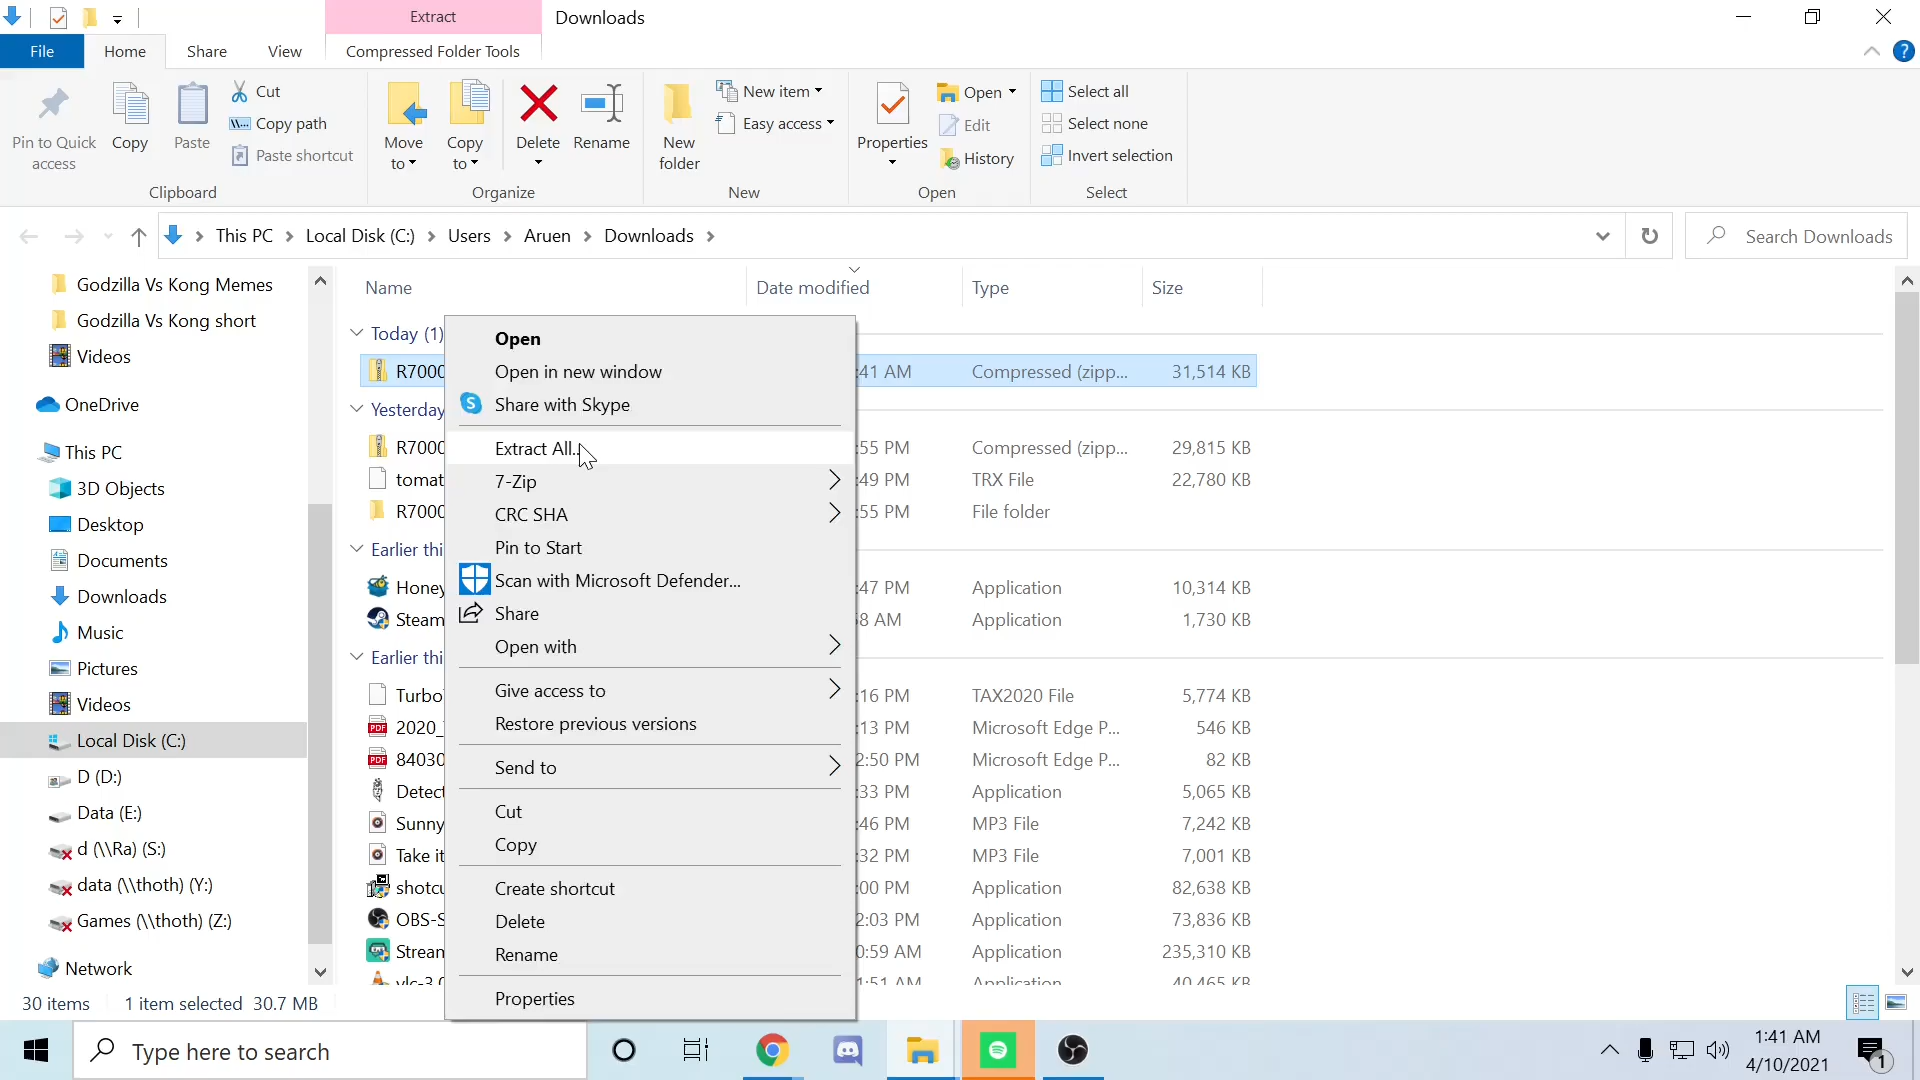 Extract
Downloads
File
Home
Share
View
Compressed Folder Tools
Pin to Quick
access
Copy
Paste
Cut
Copy path
Paste shortcut
Clipboard
Move
to
Copy
to
Delete
Rename
Organize
New
folder
New item
Easy access
New
Properties
Open
Edit
History
Open
Select all
Select none
Invert selection
Select
This PC > Local Disk (C:) > Users > Aruen > Downloads >
Search Downloads
Godzilla Vs Kong Memes
Godzilla Vs Kong short
Videos
OneDrive
This PC
3D Objects
Desktop
Documents
Downloads
Music
Pictures
Videos
Local Disk (C:)
D (D:)
Data (E:)
d (\\Ra) (S:)
data (\\thoth) (Y:)
Games (\\thoth) (Z:)
Network
Name
Date modified
Type
Size
Today (1)
R7000 :41 AM Compressed (zipp... 31,514 KB
Yesterday
R7000 :55 PM Compressed (zipp... 29,815 KB
tomat :49 PM TRX File 22,780 KB
R7000 :55 PM File folder
Earlier thi
Honey :47 PM Application 10,314 KB
Steam 8 AM Application 1,730 KB
Earlier thi
Turbo :16 PM TAX2020 File 5,774 KB
2020_ :13 PM Microsoft Edge P... 546 KB
84030 2:50 PM Microsoft Edge P... 82 KB
Detect :33 PM Application 5,065 KB
Sunny :46 PM MP3 File 7,242 KB
Take it :32 PM MP3 File 7,001 KB
shotcu :00 PM Application 82,638 KB
OBS-S 2:03 PM Application 73,836 KB
Stream 0:59 AM Application 235,310 KB
vlc-3.0 1:51 AM Application 40,465 KB
Open
Open in new window
Share with Skype
Extract All...
7-Zip
CRC SHA
Pin to Start
Scan with Microsoft Defender...
Share
Open with
Give access to
Restore previous versions
Send to
Cut
Copy
Create shortcut
Delete
Rename
Properties
30 items 1 item selected 30.7 MB
Type here to search
1:41 AM
4/10/2021
1